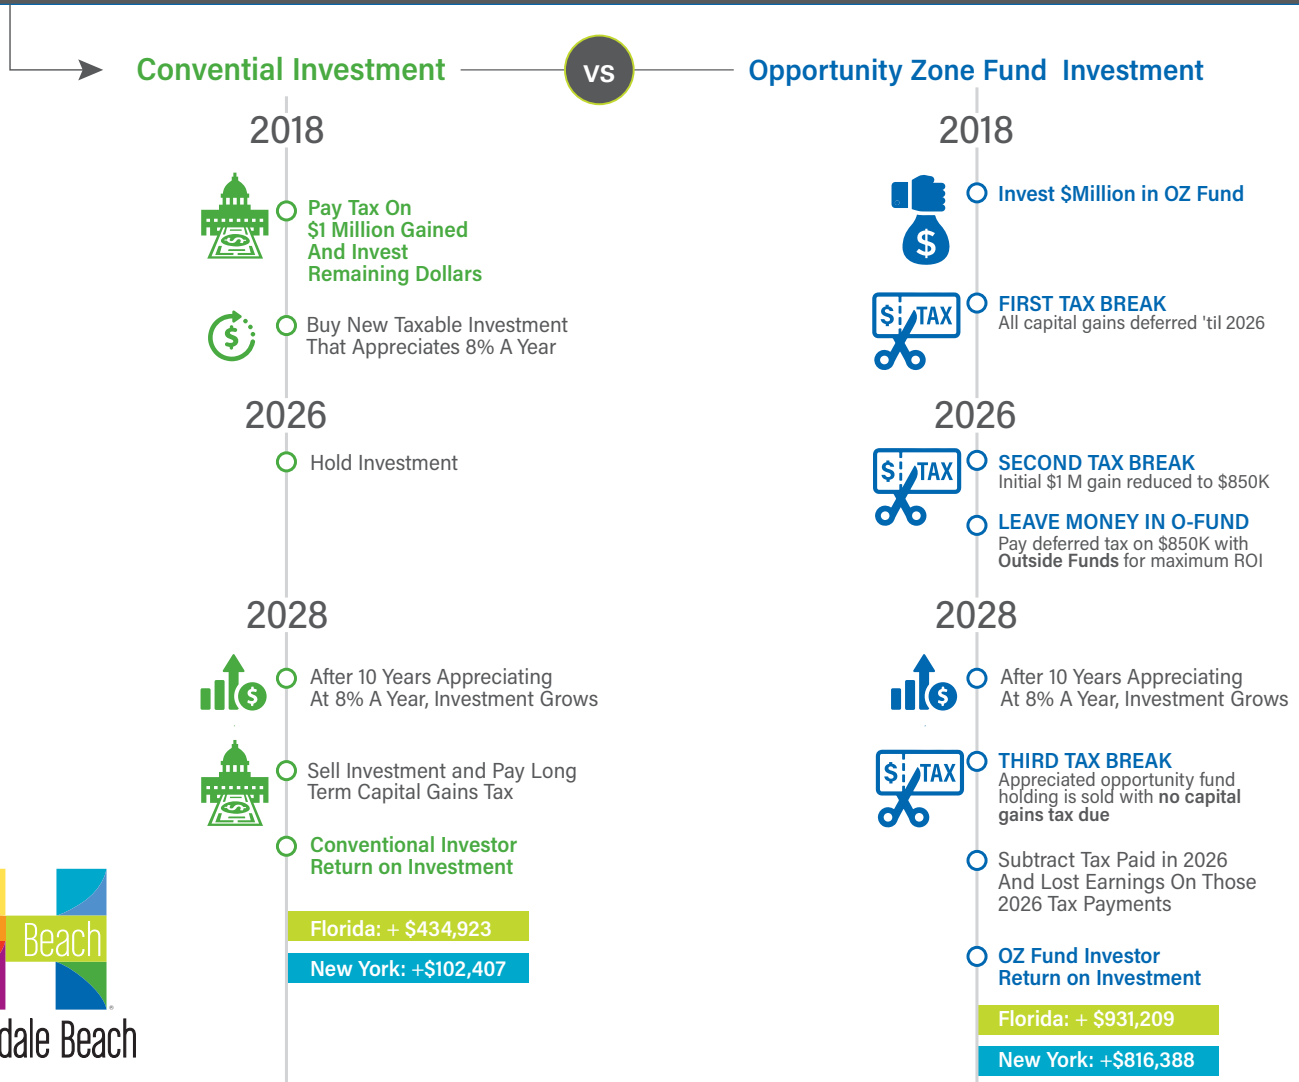 Convential Investment
vs
Opportunity Zone Fund Investment
2018
Pay Tax On
$1 Million Gained
And Invest
Remaining Dollars
$
Buy New Taxable Investment
That Appreciates 8% A Year
2026
Hold Investment
2028
After 10 Years Appreciating
At 8% A Year, Investment Grows
$
Sell Investment and Pay Long
Term Capital Gains Tax
Conventional Investor
Return on Investment
Florida: + $434,923
New York: +$102,407
2018
Invest $Million in OZ Fund
$
FIRST TAX BREAK
All capital gains deferred 'til 2026
$ TAX
2026
SECOND TAX BREAK
Initial $1 M gain reduced to $850K
$ TAX
LEAVE MONEY IN O-FUND
Pay deferred tax on $850K with
Outside Funds for maximum ROI
2028
After 10 Years Appreciating
At 8% A Year, Investment Grows
$
THIRD TAX BREAK
Appreciated opportunity fund
holding is sold with no capital
gains tax due
$ TAX
Subtract Tax Paid in 2026
And Lost Earnings On Those
2026 Tax Payments
OZ Fund Investor
Return on Investment
Florida: + $931,209
New York: +$816,388
Beach
dale Beach